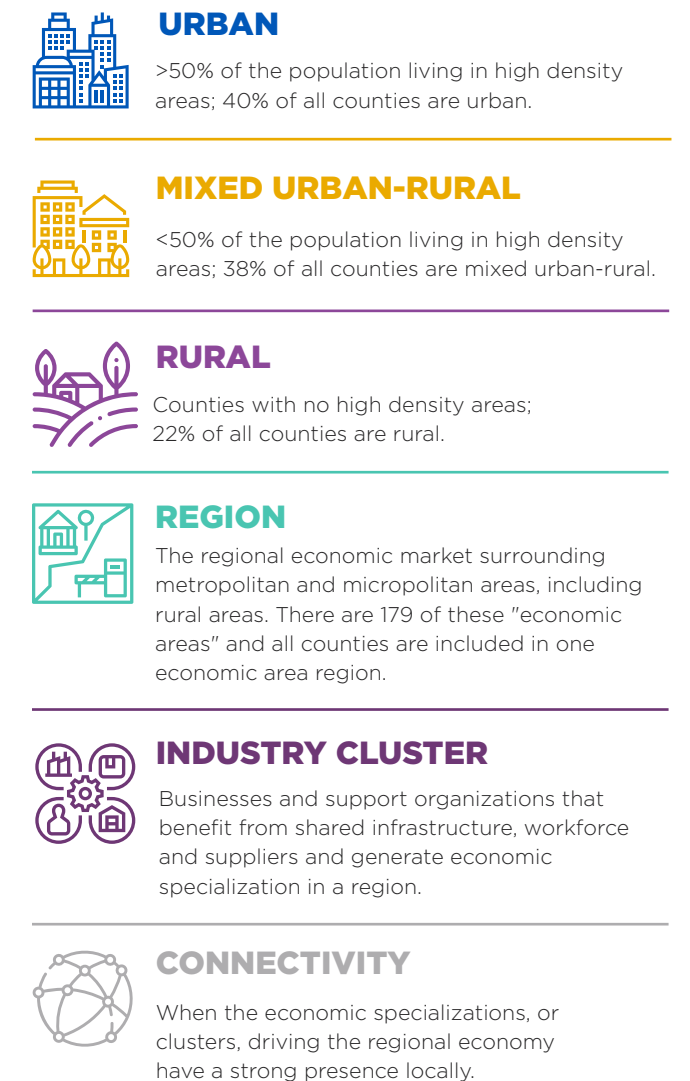 URBAN
>50% of the population living in high density
areas; 40% of all counties are urban.
MIXED URBAN-RURAL
<50% of the population living in high density
areas; 38% of all counties are mixed urban-rural.
RURAL
Counties with no high density areas;
22% of all counties are rural.
REGION
The regional economic market surrounding
metropolitan and micropolitan areas, including
rural areas. There are 179 of these "economic
areas" and all counties are included in one
economic area region.
INDUSTRY CLUSTER
Businesses and support organizations that
benefit from shared infrastructure, workforce
and suppliers and generate economic
specialization in a region.
CONNECTIVITY
When the economic specializations, or
clusters, driving the regional economy
have a strong presence locally.